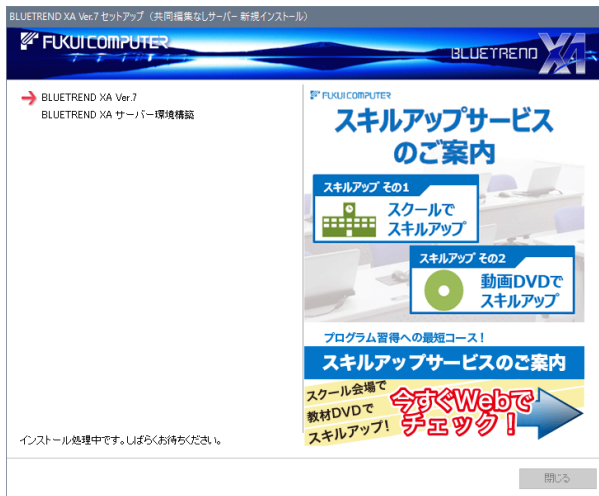 BLUETREND XA Ver.7 セットアップ（共同編集なしサーバー 新規インストール）
FUKUI COMPUTER
BLUETREND XA
BLUETREND XA Ver.7
BLUETREND XA サーバー環境構築
FUKUI COMPUTER
スキルアップサービス
のご案内
スキルアップ その1
スクールで
スキルアップ
スキルアップ その2
動画DVDで
スキルアップ
プログラム習得への最短コース！
スキルアップサービスのご案内
スクール会場で
教材DVDで
スキルアップ!
今すぐWebで
チェック！
インストール処理中です。しばらくお待ちください。
閉じる